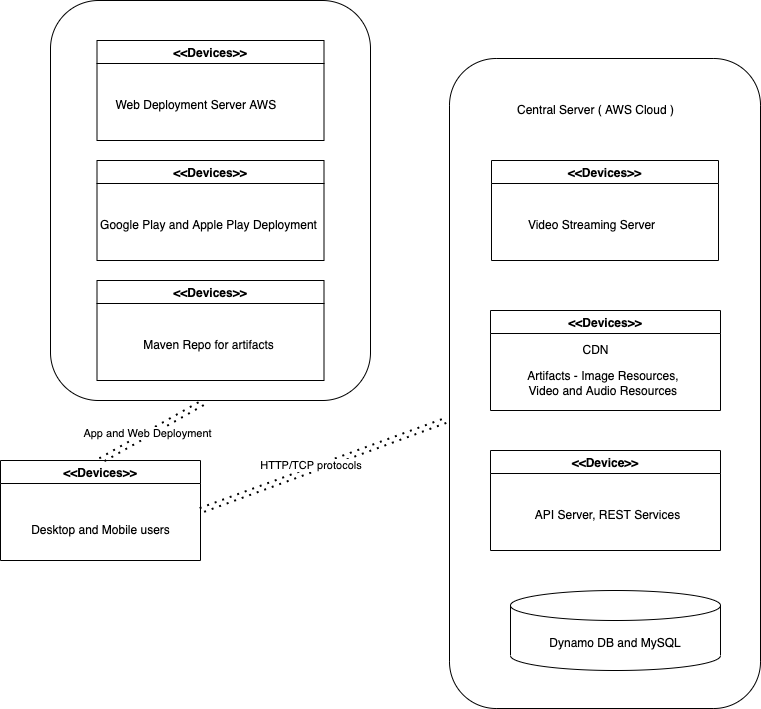 <<Devices>>
Web Deployment Server AWS
<<Devices>>
Google Play and Apple Play Deployment
<<Devices>>
Maven Repo for artifacts
App and Web Deployment
<<Devices>>
Desktop and Mobile users
HTTP/TCP protocols
Central Server ( AWS Cloud )
<<Devices>>
Video Streaming Server
<<Devices>>
CDN
Artifacts - Image Resources,
Video and Audio Resources
<<Device>>
API Server, REST Services
Dynamo DB and MySQL